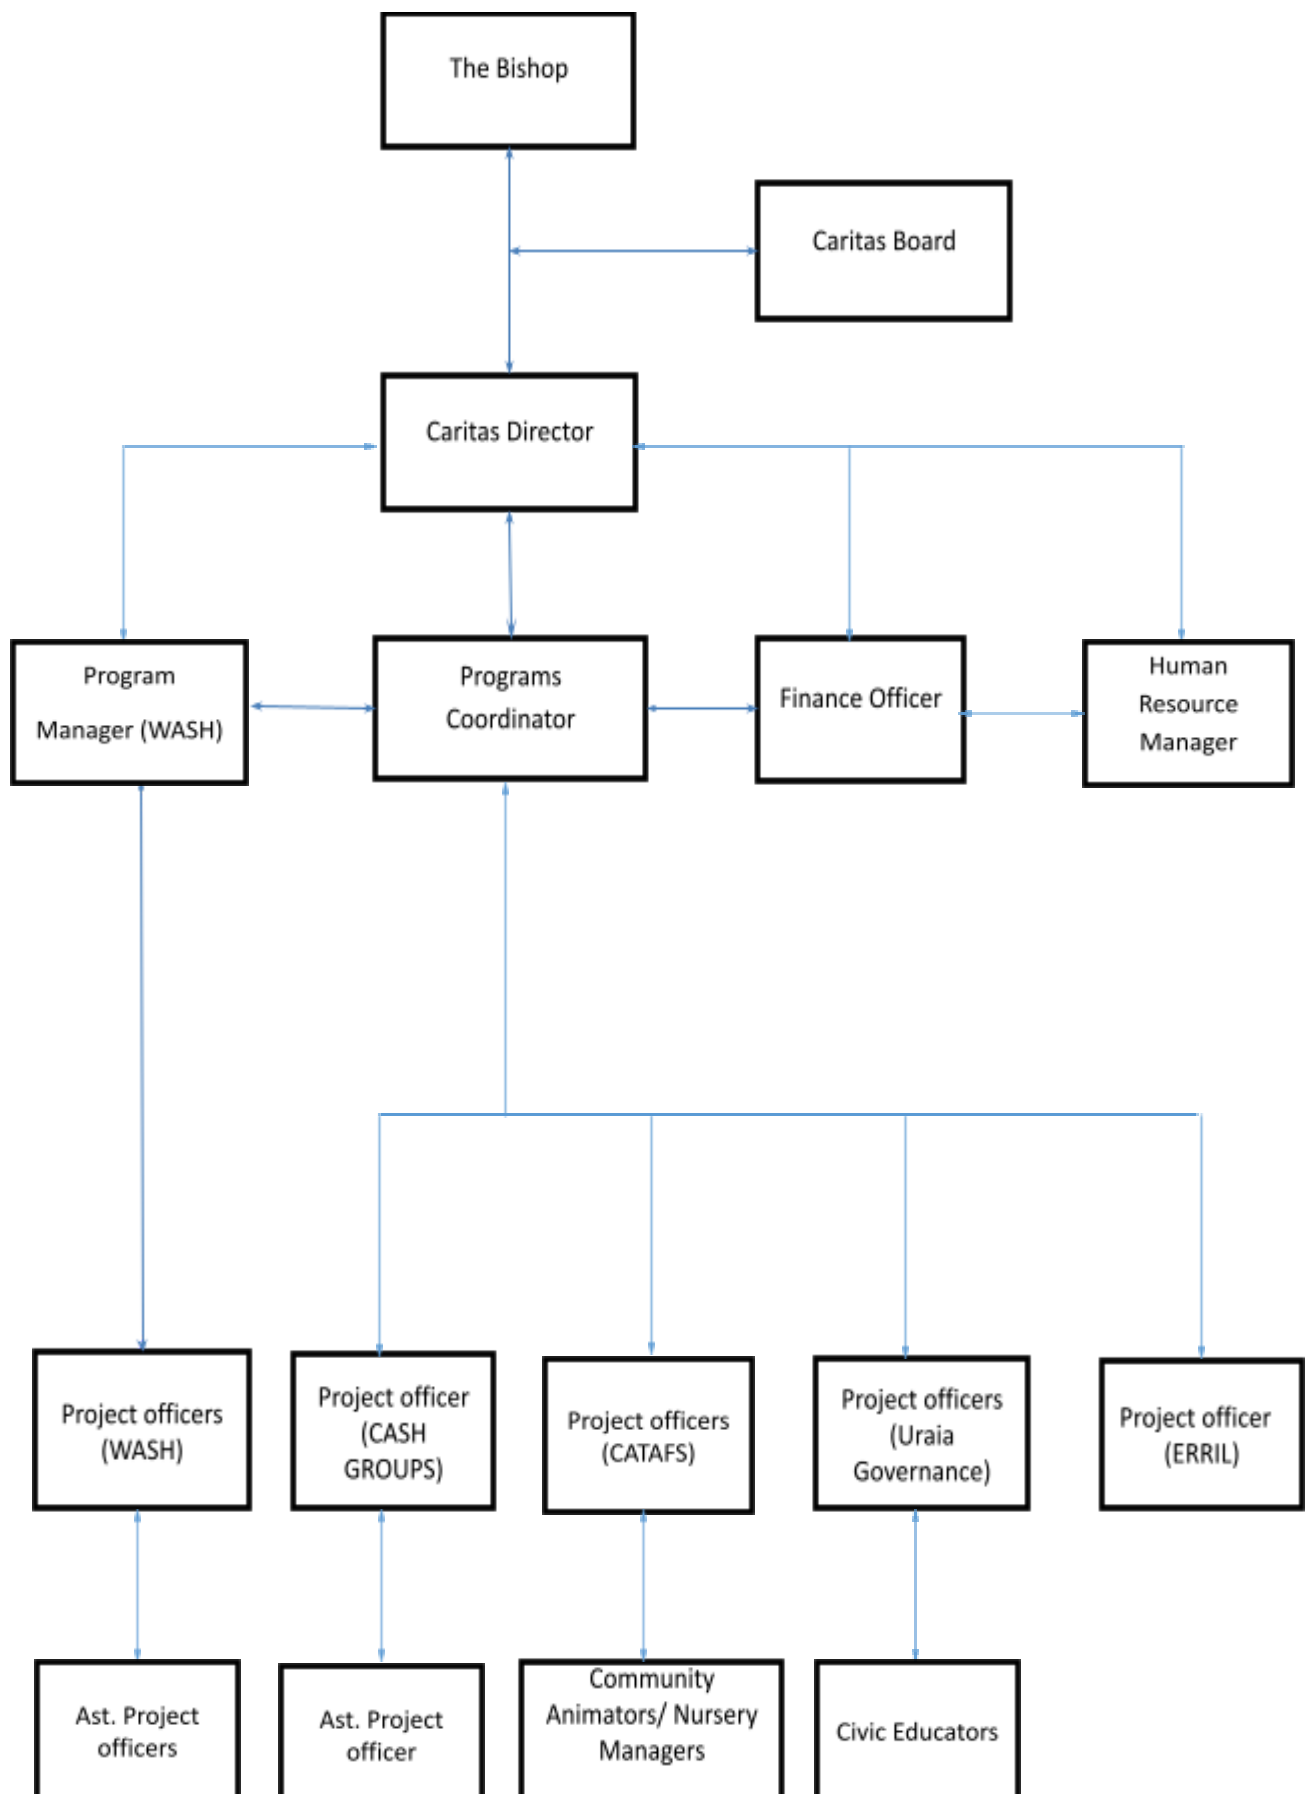 The Bishop
Caritas Board
Caritas Director
Program
Manager (WASH)
Programs
Coordinator
Finance Officer
Human
Resource
Manager
Project officers
(WASH)
Project officer
(CASH
GROUPS)
Project officers
(CATAFS)
Project officers
(Uraia
Governance)
Project officer
(ERRIL)
Ast. Project
officers
Ast. Project
officer
Community
Animators/ Nursery
Managers
Civic Educators